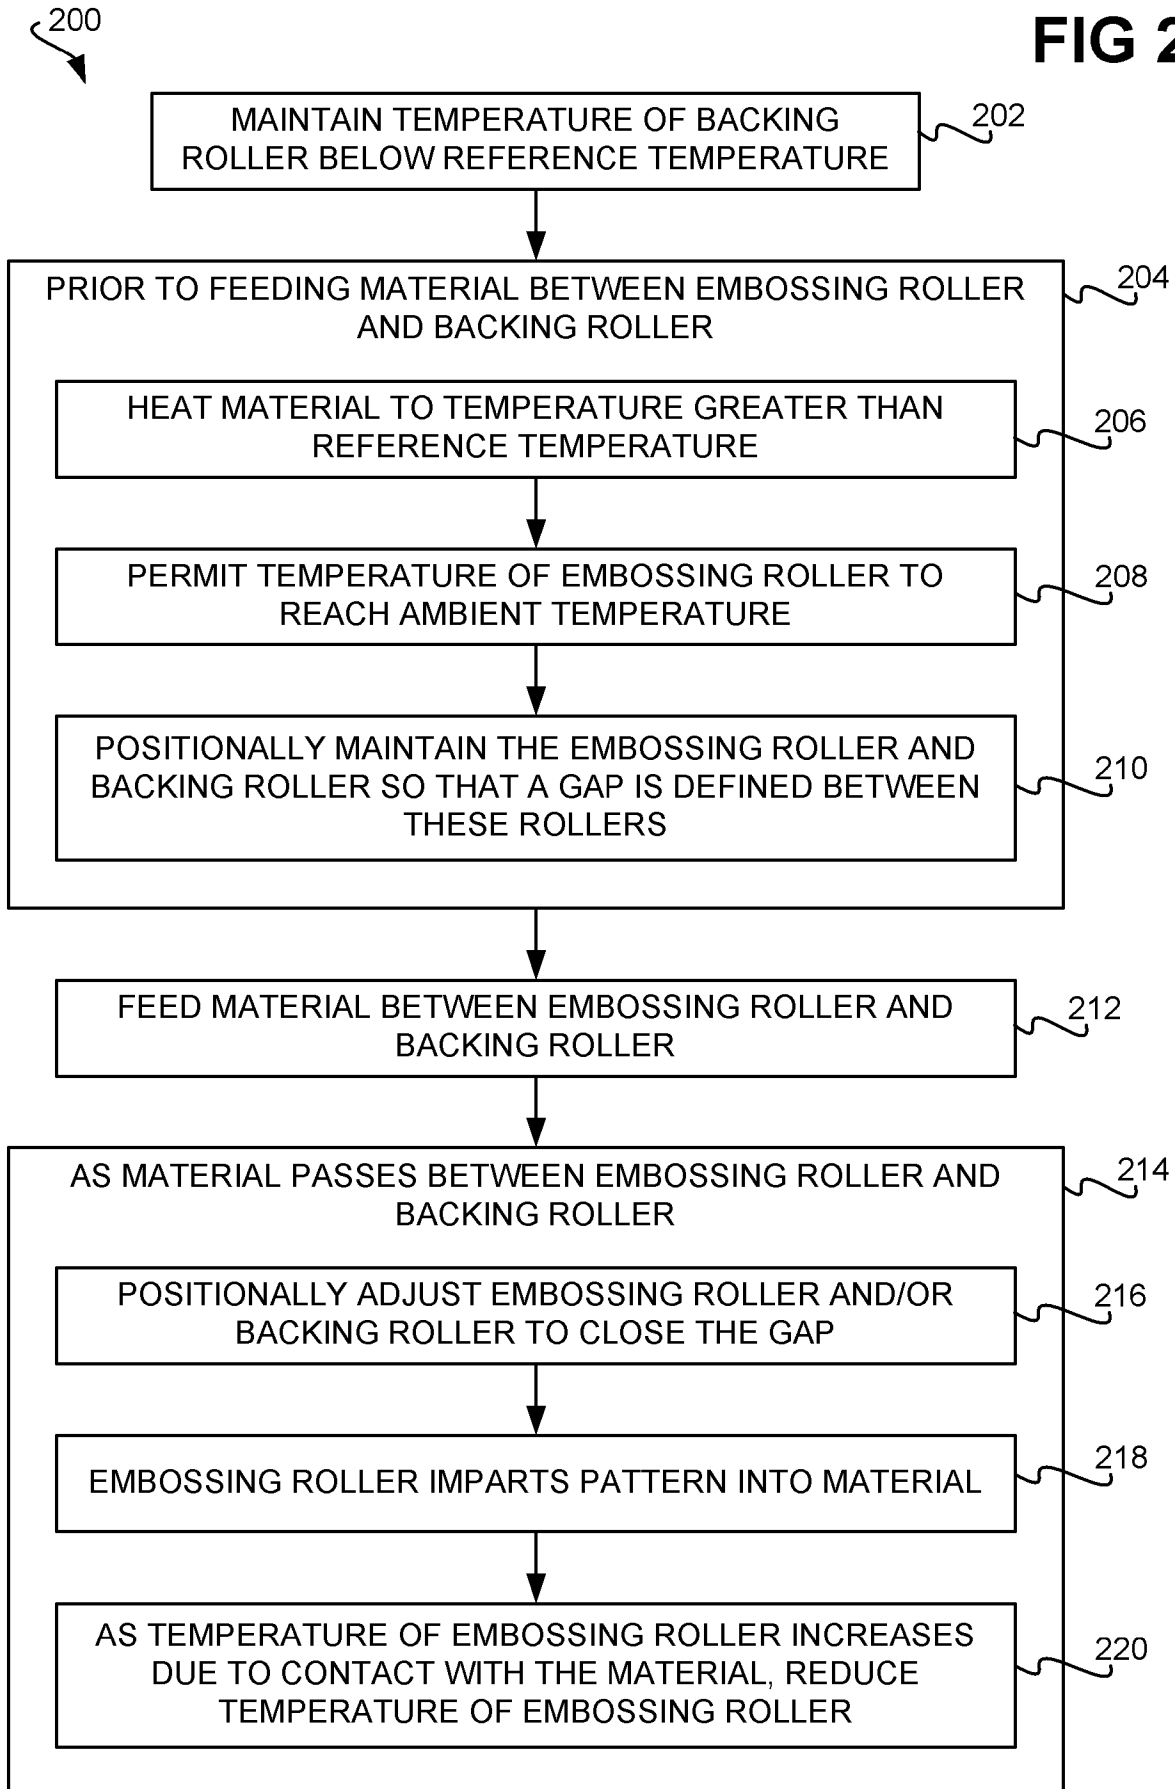 200
FIG 2
MAINTAIN TEMPERATURE OF BACKING
ROLLER BELOW REFERENCE TEMPERATURE
202
PRIOR TO FEEDING MATERIAL BETWEEN EMBOSSING ROLLER
AND BACKING ROLLER
204
HEAT MATERIAL TO TEMPERATURE GREATER THAN
REFERENCE TEMPERATURE
206
PERMIT TEMPERATURE OF EMBOSSING ROLLER TO
REACH AMBIENT TEMPERATURE
208
POSITIONALLY MAINTAIN THE EMBOSSING ROLLER AND
BACKING ROLLER SO THAT A GAP IS DEFINED BETWEEN
THESE ROLLERS
210
FEED MATERIAL BETWEEN EMBOSSING ROLLER AND
BACKING ROLLER
212
AS MATERIAL PASSES BETWEEN EMBOSSING ROLLER AND
BACKING ROLLER
214
POSITIONALLY ADJUST EMBOSSING ROLLER AND/OR
BACKING ROLLER TO CLOSE THE GAP
216
EMBOSSING ROLLER IMPARTS PATTERN INTO MATERIAL
218
AS TEMPERATURE OF EMBOSSING ROLLER INCREASES
DUE TO CONTACT WITH THE MATERIAL, REDUCE
TEMPERATURE OF EMBOSSING ROLLER
220